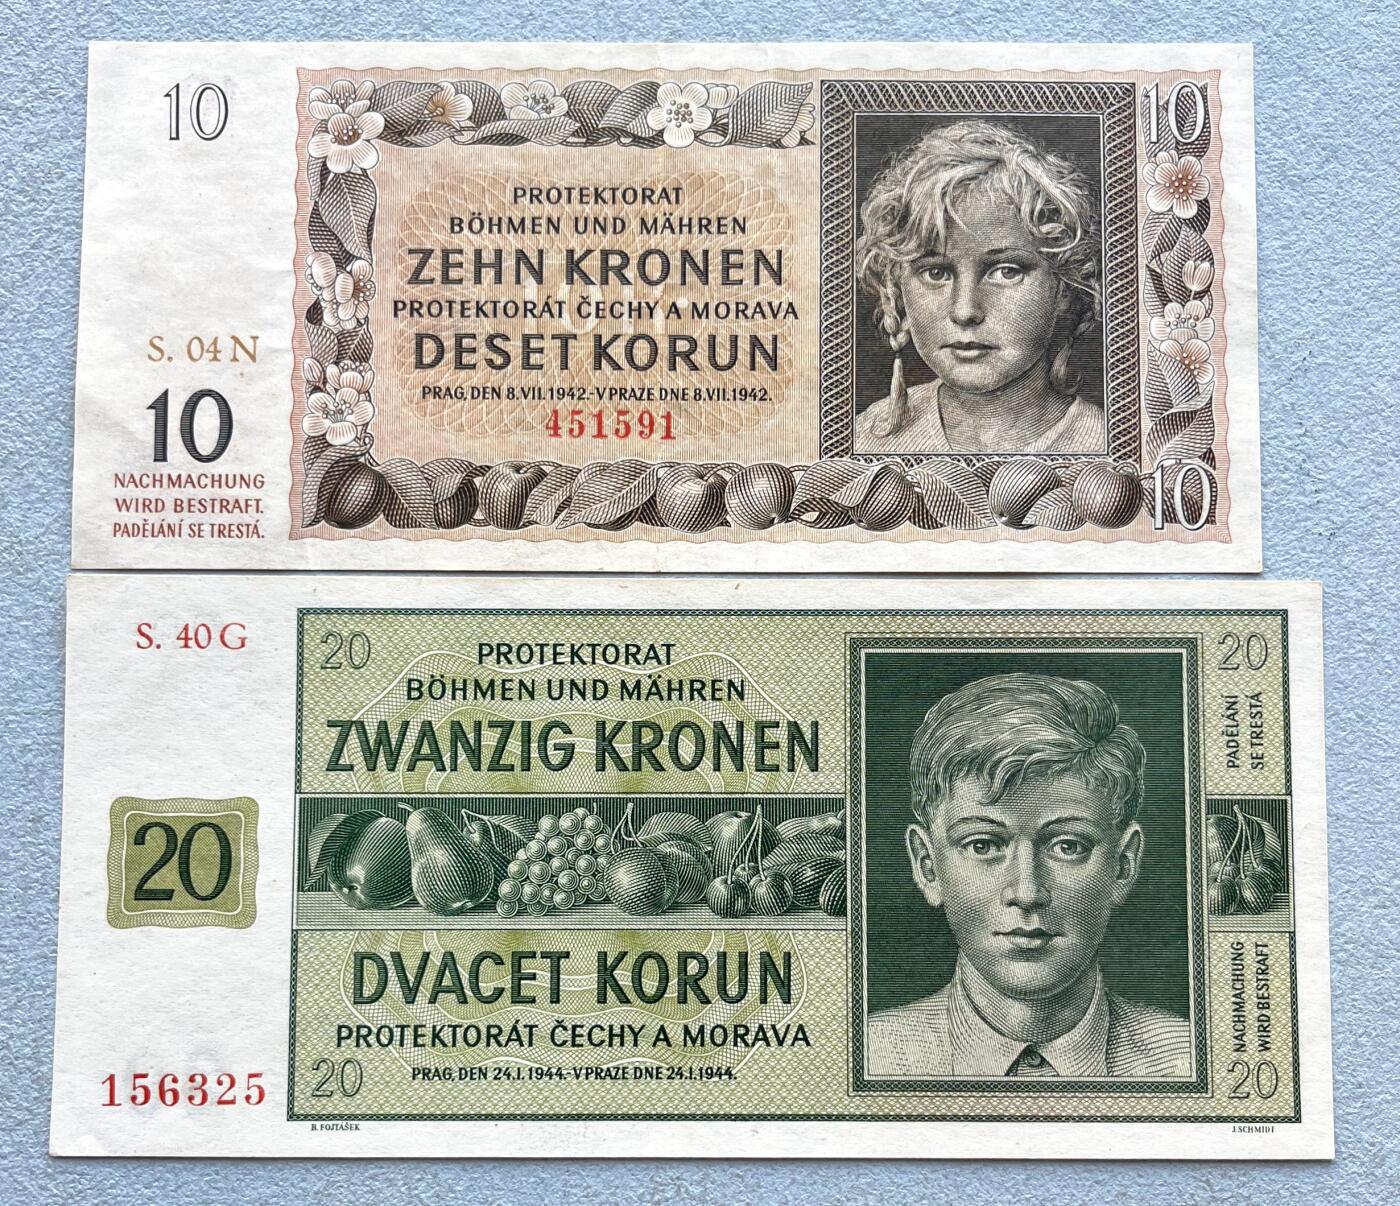 10
10
PROTEKTORAT
BÖHMEN UND MÄHREN
ZEHN KRONEN
PROTEKTORÁT ČECHY A MORAVA
DESET KORUN
PRAG, DEN 8. VII. 1942.-V PRAZE DNE 8. VII. 1942.
451591
S. 04 N
10
NACHMACHUNG
WIRD BESTRAFT.
PADĚLÁNÍ SE TRESTÁ.
10
S. 40 G
20
PROTEKTORAT
BÖHMEN UND MÄHREN
ZWANZIG KRONEN
20
PADĚLÁNÍ
SE TRESTÁ
20
DVACET KORUN
PROTEKTORÁT ČECHY A MORAVA
PRAG, DEN 24. I. 1944.-V PRAZE DNE 24. I. 1944.
20
NACHMACHUNG
WIRD BESTRAFT
20
156325
B. FOJTÁŠEK
J. SCHMIDT